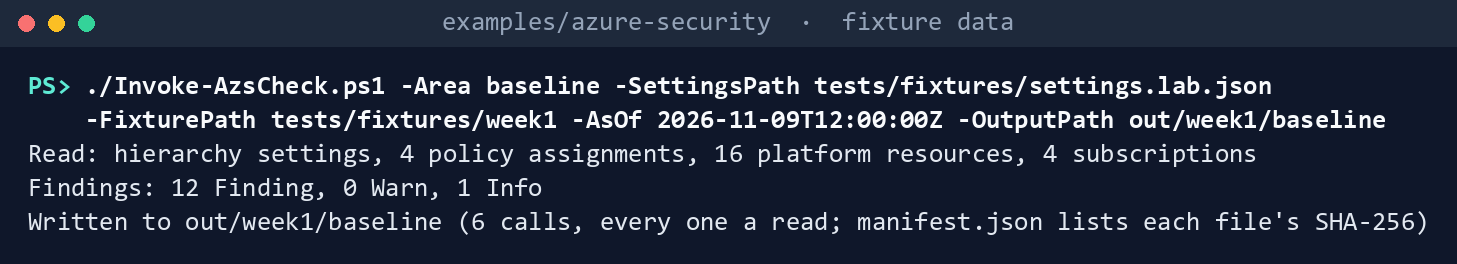 examples/azure-security · fixture data
PS> ./Invoke-AzsCheck.ps1 -Area baseline -SettingsPath tests/fixtures/settings.lab.json
-FixturePath tests/fixtures/week1 -AsOf 2026-11-09T12:00:00Z -OutputPath out/week1/baseline
Read: hierarchy settings, 4 policy assignments, 16 platform resources, 4 subscriptions
Findings: 12 Finding, 0 Warn, 1 Info
Written to out/week1/baseline (6 calls, every one a read; manifest.json lists each file's SHA-256)